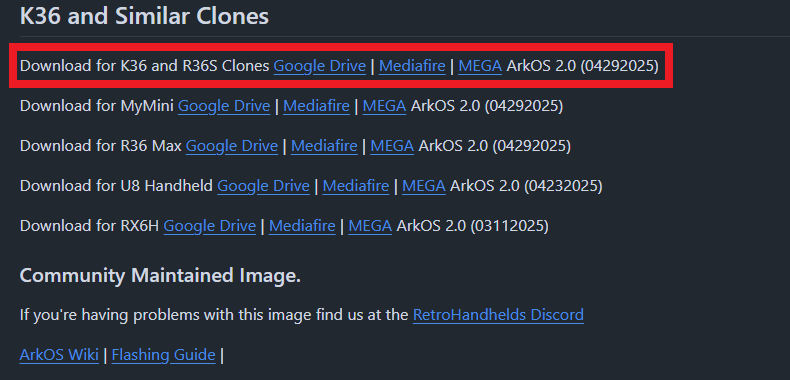 K36 and Similar Clones
Download for K36 and R36S Clones Google Drive | Mediafire | MEGA ArkOS 2.0 (04292025)
Download for MyMini Google Drive | Mediafire | MEGA ArkOS 2.0 (04292025)
Download for R36 Max Google Drive | Mediafire | MEGA ArkOS 2.0 (04292025)
Download for U8 Handheld Google Drive | Mediafire | MEGA ArkOS 2.0 (04232025)
Download for RX6H Google Drive | Mediafire | MEGA ArkOS 2.0 (03112025)
Community Maintained Image.
If you're having problems with this image find us at the RetroHandhelds Discord
ArkOS Wiki | Flashing Guide |